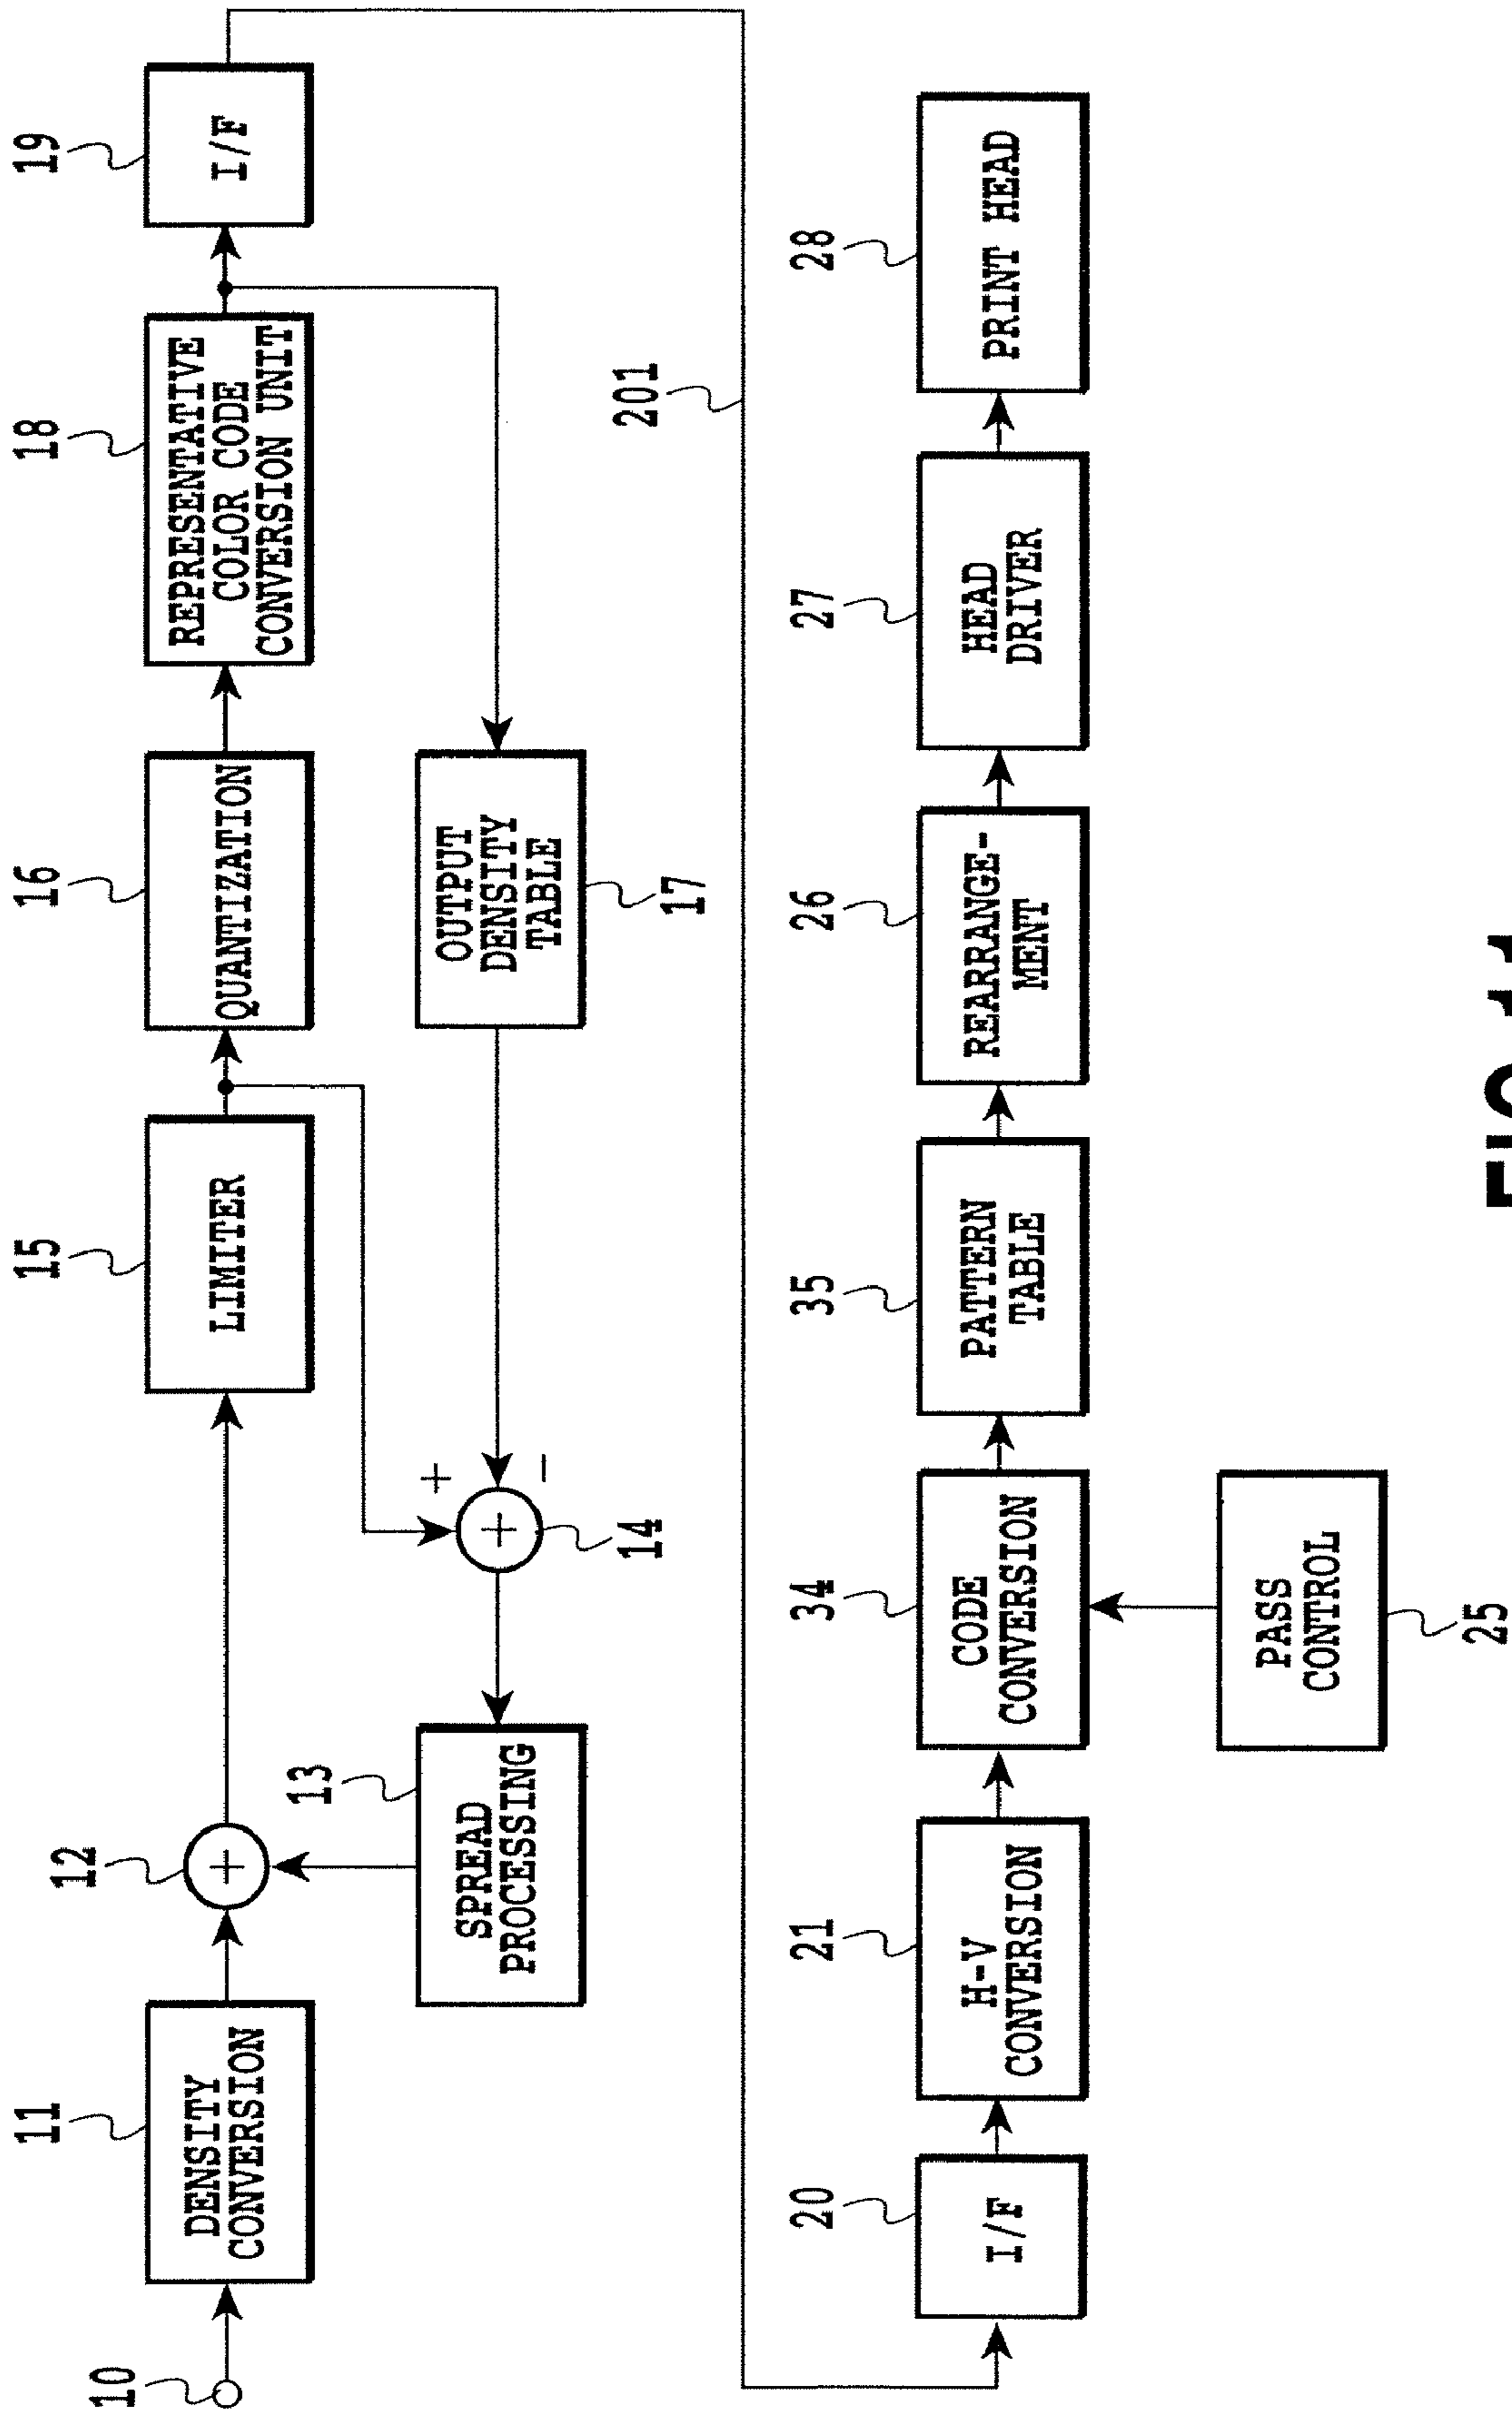 10
11
DENSITY
CONVERSION
12
+
13
SPREAD
PROCESSING
14
+
+
−
15
LIMITER
16
QUANTIZATION
OUTPUT
DENSITY
TABLE
17
18
REPRESENTATIVE
COLOR CODE
CONVERSION UNIT
19
I/F
201
20
I/F
21
H-V
CONVERSION
34
CODE
CONVERSION
PASS
CONTROL
25
35
PATTERN
TABLE
26
REARRANGE-
MENT
27
HEAD
DRIVER
28
PRINT HEAD